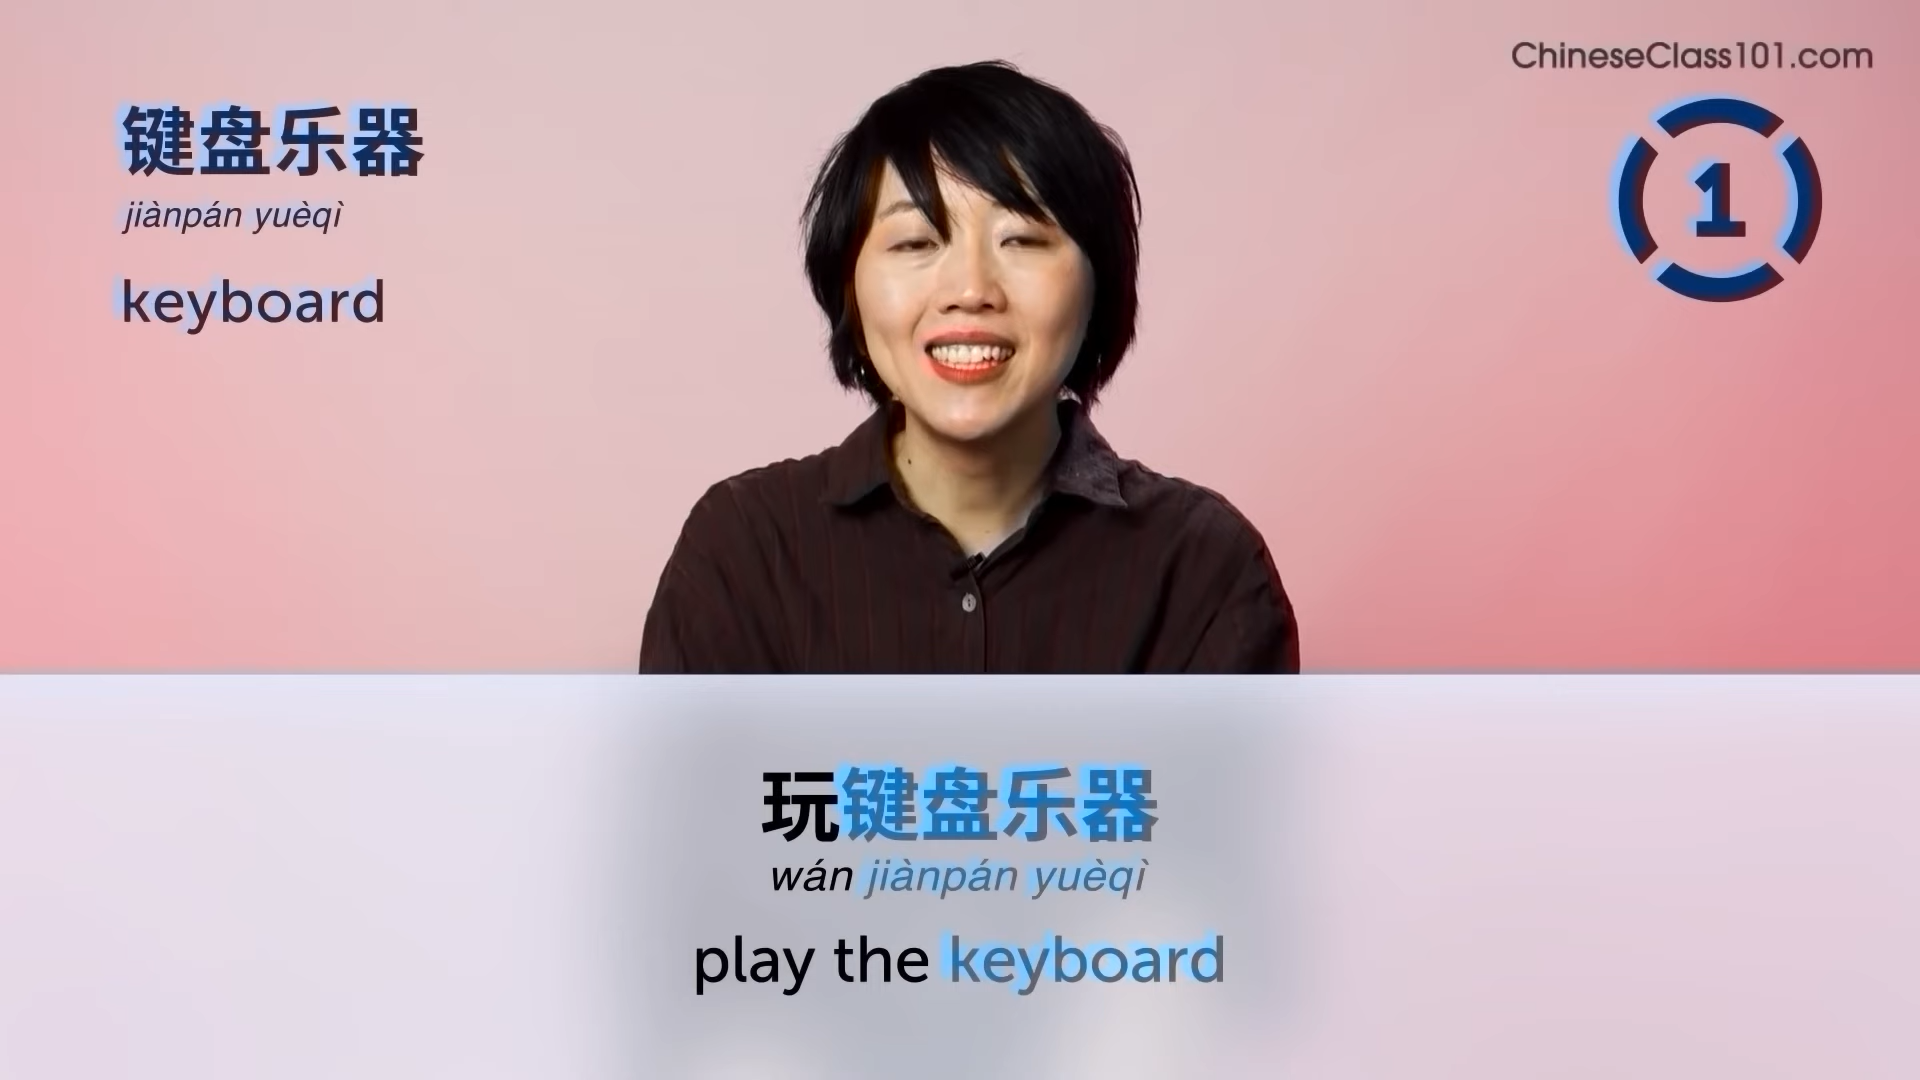 ChineseClass101.com
键盘乐器
jiànpán yuèqì
keyboard
1
玩键盘乐器
wán jiànpán yuèqì
play the keyboard